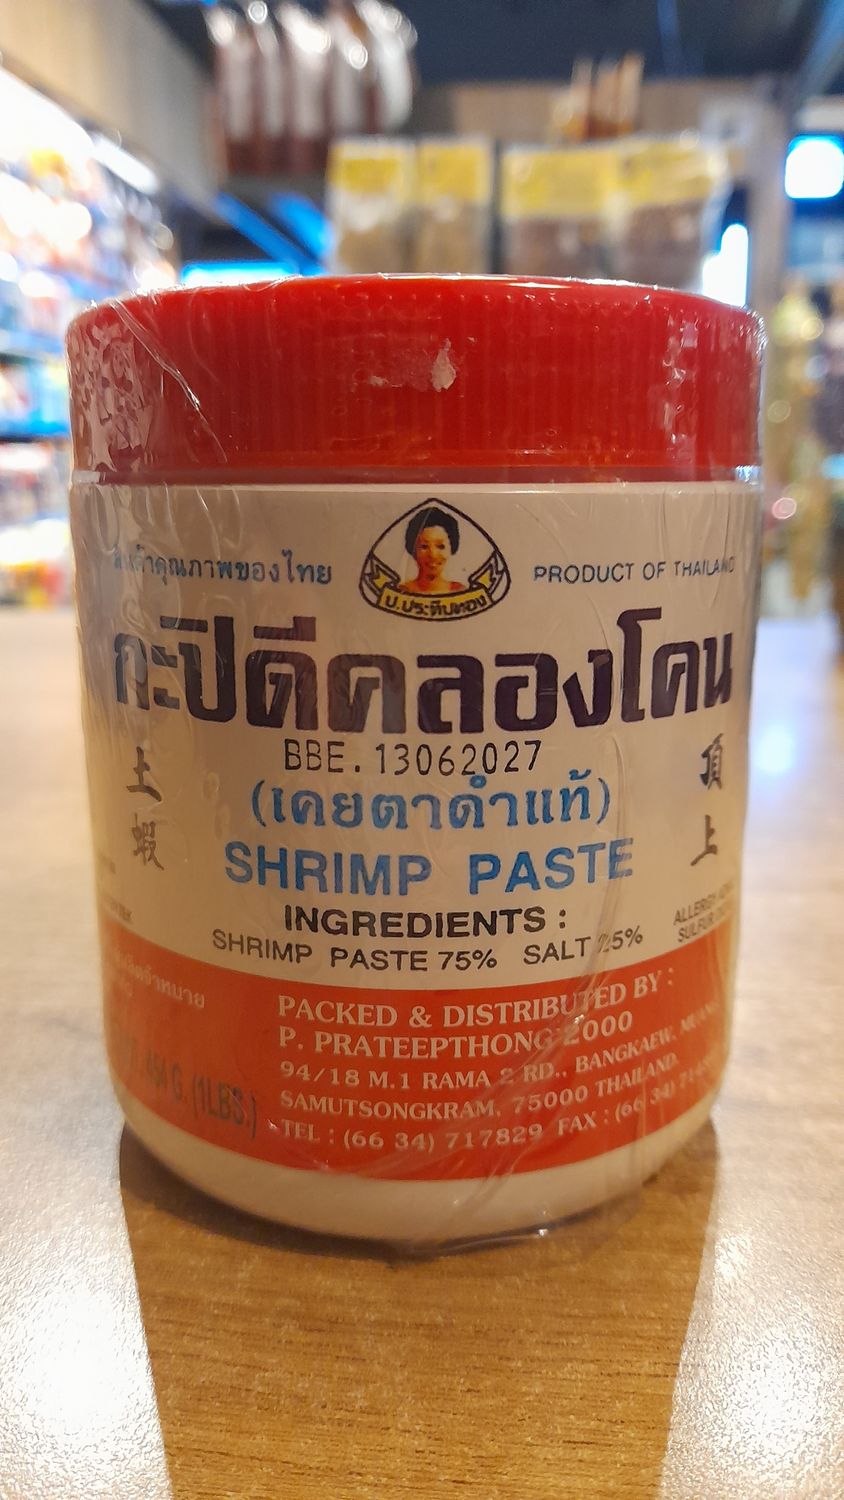 สินค้าคุณภาพของไทย
PRODUCT OF THAILAND
ป.ประทีปทอง
กะปิดีคลองโคน
BBE. 13062027
(เคยตาดำแท้)
土蝦
頂上
SHRIMP PASTE
INGREDIENTS :
SHRIMP PASTE 75% SALT 25%
SULFUR
PACKED & DISTRIBUTED BY :
P. PRATEEPTHONG 2000
94/18 M.1 RAMA 2 RD., BANGKAEW,
SAMUTSONGKRAM, 75000 THAILAND.
TEL : (66 34) 717829 FAX : (66 34)
454 G. (1LBS.)